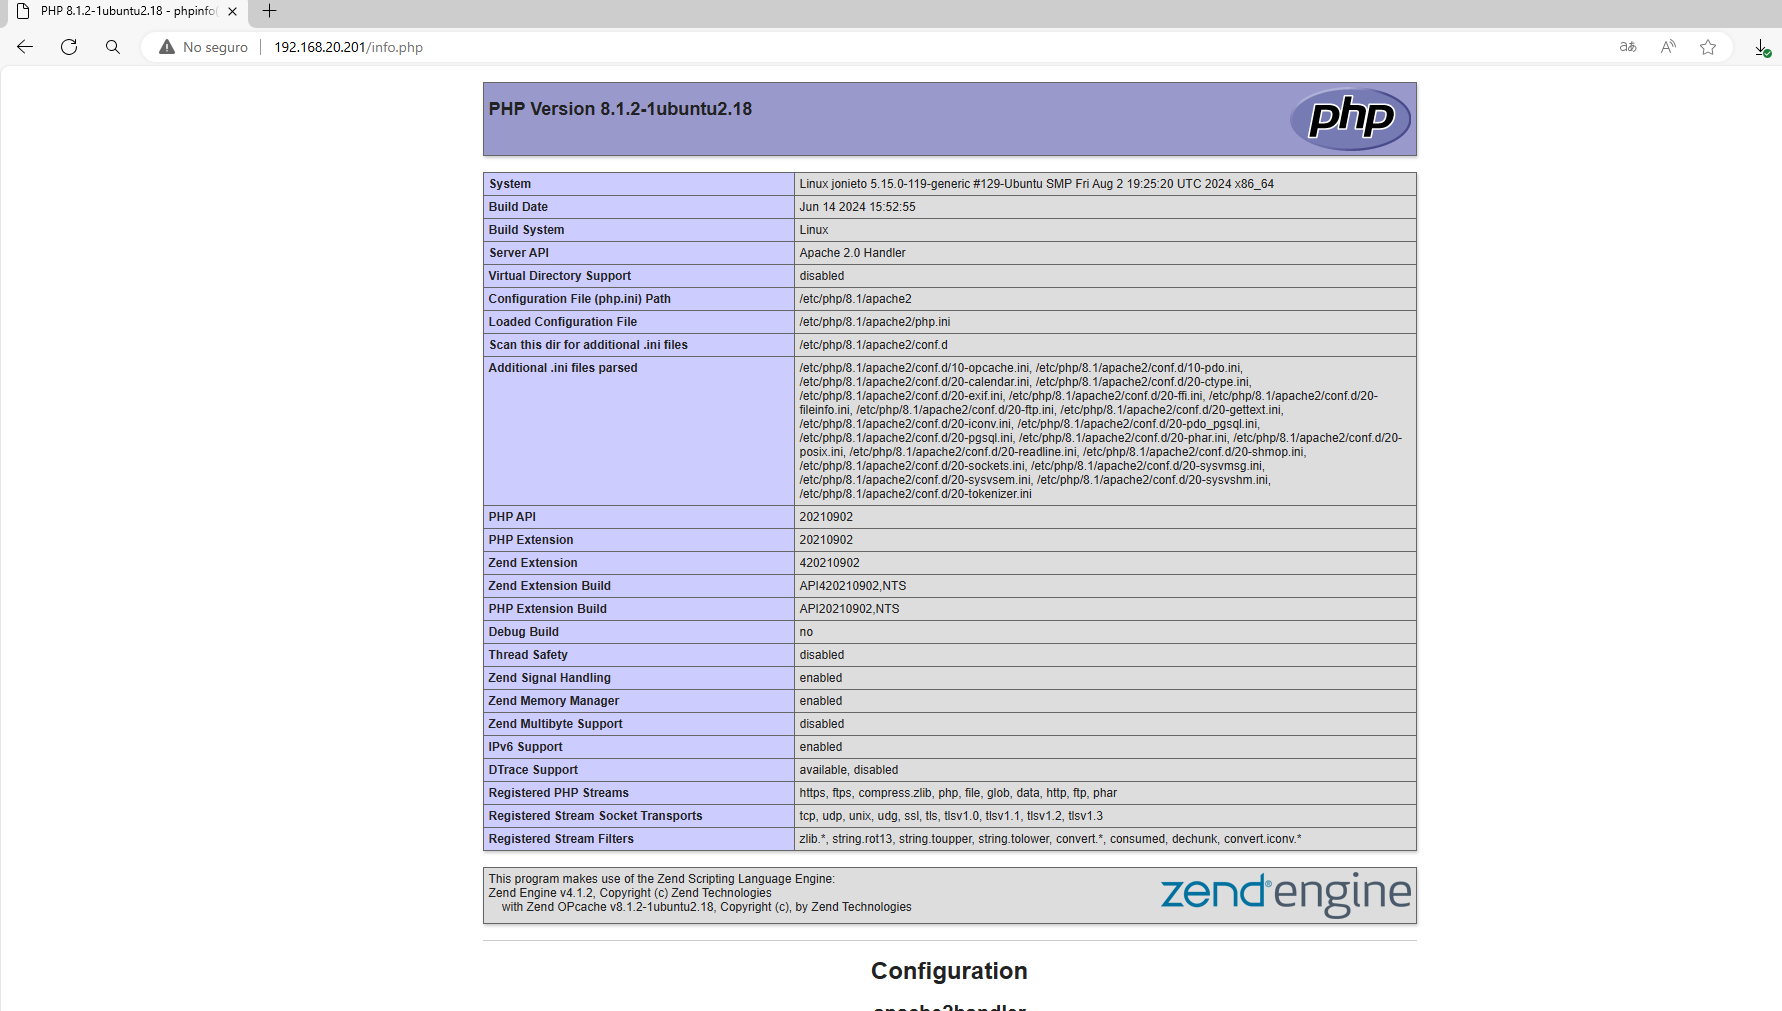 PHP 8.1.2-1ubuntu2.18 - phpinfo(
No seguro
192.168.20.201/info.php
PHP Version 8.1.2-1ubuntu2.18
php
System Linux jonieto 5.15.0-119-generic #129-Ubuntu SMP Fri Aug 2 19:25:20 UTC 2024 x86_64
Build Date Jun 14 2024 15:52:55
Build System Linux
Server API Apache 2.0 Handler
Virtual Directory Support disabled
Configuration File (php.ini) Path /etc/php/8.1/apache2
Loaded Configuration File /etc/php/8.1/apache2/php.ini
Scan this dir for additional .ini files /etc/php/8.1/apache2/conf.d
Additional .ini files parsed /etc/php/8.1/apache2/conf.d/10-opcache.ini, /etc/php/8.1/apache2/conf.d/10-pdo.ini,
/etc/php/8.1/apache2/conf.d/20-calendar.ini, /etc/php/8.1/apache2/conf.d/20-ctype.ini,
/etc/php/8.1/apache2/conf.d/20-exif.ini, /etc/php/8.1/apache2/conf.d/20-ffi.ini, /etc/php/8.1/apache2/conf.d/20-
fileinfo.ini, /etc/php/8.1/apache2/conf.d/20-ftp.ini, /etc/php/8.1/apache2/conf.d/20-gettext.ini,
/etc/php/8.1/apache2/conf.d/20-iconv.ini, /etc/php/8.1/apache2/conf.d/20-pdo_pgsql.ini,
/etc/php/8.1/apache2/conf.d/20-pgsql.ini, /etc/php/8.1/apache2/conf.d/20-phar.ini, /etc/php/8.1/apache2/conf.d/20-
posix.ini, /etc/php/8.1/apache2/conf.d/20-readline.ini, /etc/php/8.1/apache2/conf.d/20-shmop.ini,
/etc/php/8.1/apache2/conf.d/20-sockets.ini, /etc/php/8.1/apache2/conf.d/20-sysvmsg.ini,
/etc/php/8.1/apache2/conf.d/20-sysvsem.ini, /etc/php/8.1/apache2/conf.d/20-sysvshm.ini,
/etc/php/8.1/apache2/conf.d/20-tokenizer.ini
PHP API 20210902
PHP Extension 20210902
Zend Extension 420210902
Zend Extension Build API420210902,NTS
PHP Extension Build API20210902,NTS
Debug Build no
Thread Safety disabled
Zend Signal Handling enabled
Zend Memory Manager enabled
Zend Multibyte Support disabled
IPv6 Support enabled
DTrace Support available, disabled
Registered PHP Streams https, ftps, compress.zlib, php, file, glob, data, http, ftp, phar
Registered Stream Socket Transports tcp, udp, unix, udg, ssl, tls, tlsv1.0, tlsv1.1, tlsv1.2, tlsv1.3
Registered Stream Filters zlib.*, string.rot13, string.toupper, string.tolower, convert.*, consumed, dechunk, convert.iconv.*
This program makes use of the Zend Scripting Language Engine:
Zend Engine v4.1.2, Copyright (c) Zend Technologies
with Zend OPcache v8.1.2-1ubuntu2.18, Copyright (c), by Zend Technologies
zend® engine
Configuration
apache2handler